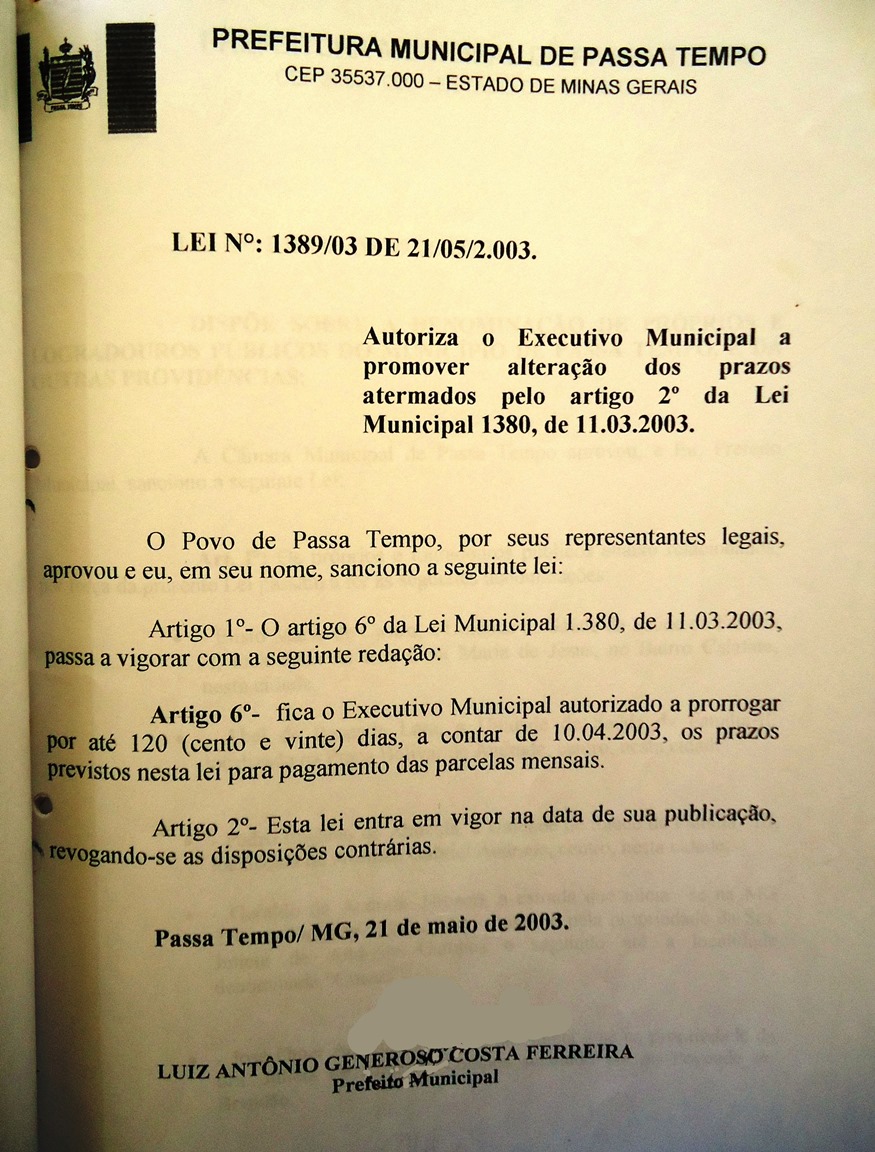 PREFEITURA MUNICIPAL DE PASSA TEMPO
CEP 35537.000 – ESTADO DE MINAS GERAIS
LEI Nº: 1389/03 DE 21/05/2.003.
Autoriza o Executivo Municipal a
promover alteração dos prazos
atermados pelo artigo 2º da Lei
Municipal 1380, de 11.03.2003.
O Povo de Passa Tempo, por seus representantes legais,
aprovou e eu, em seu nome, sanciono a seguinte lei:
Artigo 1º- O artigo 6º da Lei Municipal 1.380, de 11.03.2003,
passa a vigorar com a seguinte redação:
Artigo 6º- fica o Executivo Municipal autorizado a prorrogar
por até 120 (cento e vinte) dias, a contar de 10.04.2003, os prazos
previstos nesta lei para pagamento das parcelas mensais.
Artigo 2º- Esta lei entra em vigor na data de sua publicação,
revogando-se as disposições contrárias.
Passa Tempo/ MG, 21 de maio de 2003.
LUIZ ANTÔNIO GENEROSO COSTA FERREIRA
Prefeito Municipal